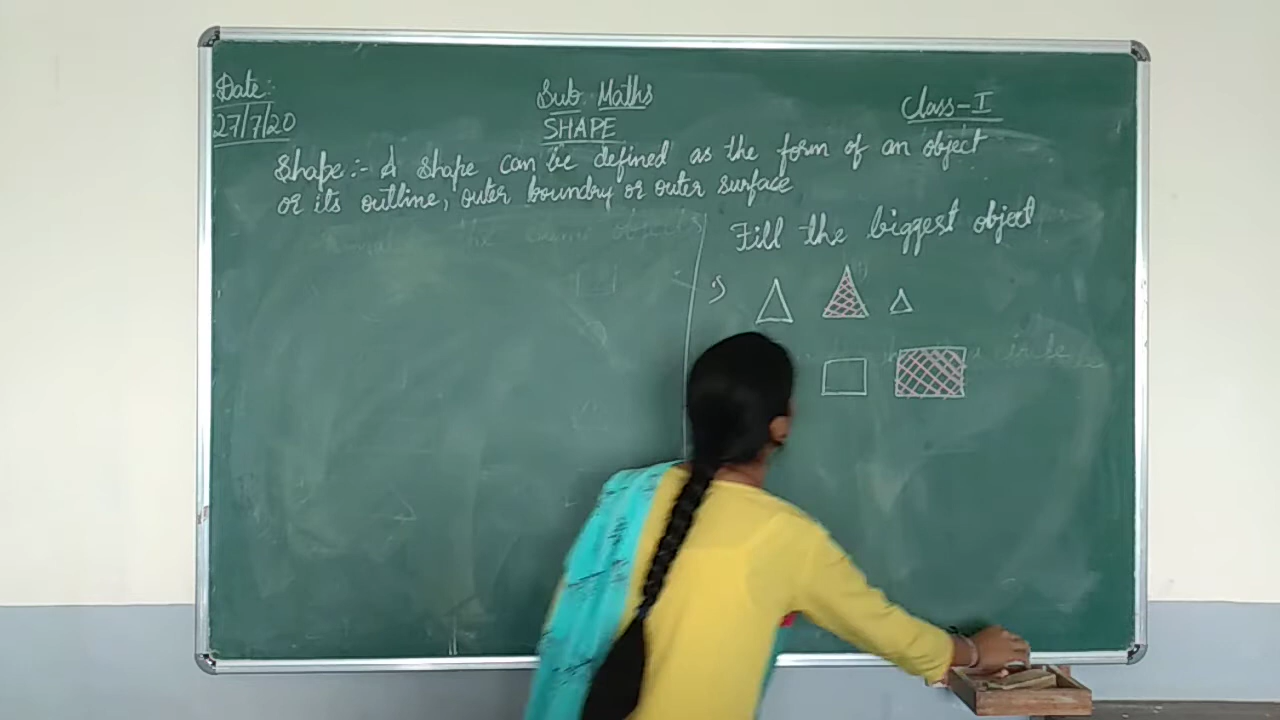 Date:
27/7/20
Sub Maths
SHAPE
Class-I
Shape:- A shape can be defined as the form of an object
or its outline, outer boundry or outer surface
Fill the biggest object